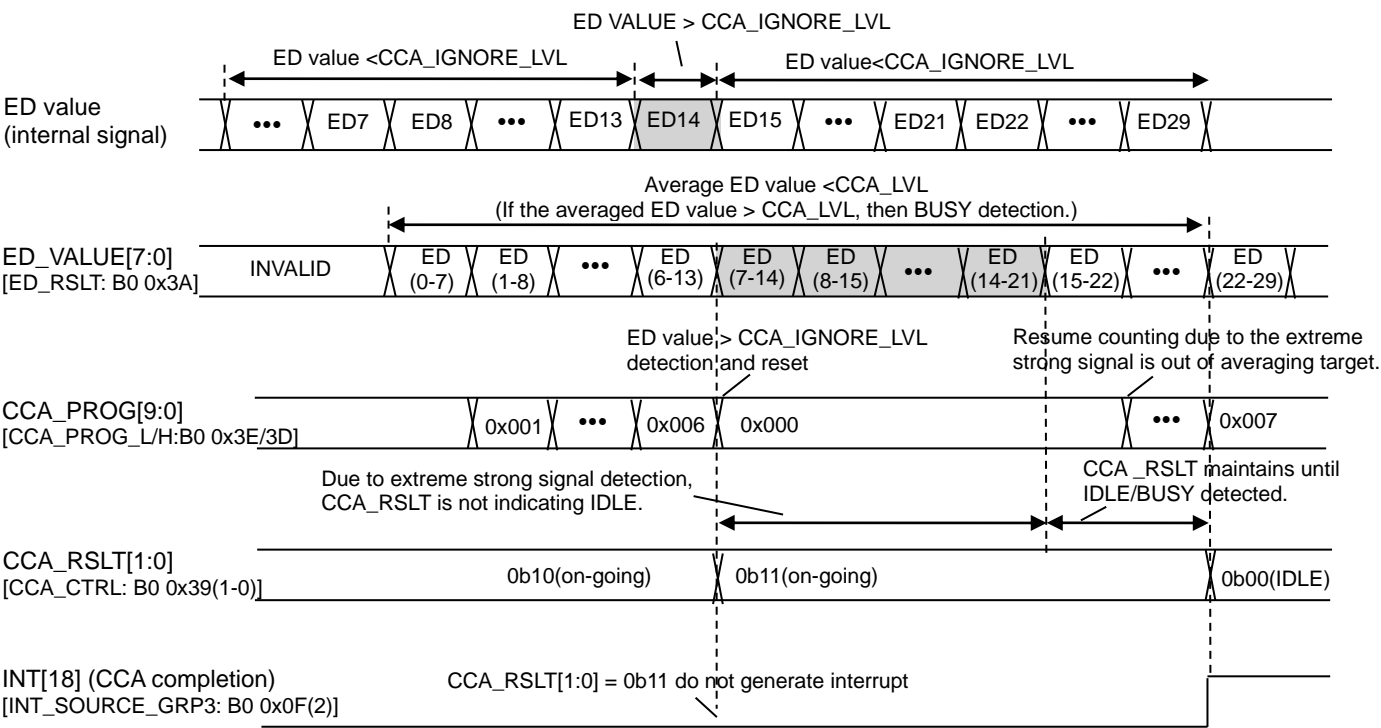 ED VALUE > CCA_IGNORE_LVL
ED value <CCA_IGNORE_LVL
ED value<CCA_IGNORE_LVL
ED value
(internal signal)
••• ED7 ED8 ••• ED13 ED14 ED15 ••• ED21 ED22 ••• ED29
Average ED value <CCA_LVL
(If the averaged ED value > CCA_LVL, then BUSY detection.)
ED_VALUE[7:0]
[ED_RSLT: B0 0x3A]
INVALID
ED
(0-7)
ED
(1-8)
•••
ED
(6-13)
ED
(7-14)
ED
(8-15)
•••
ED
(14-21)
ED
(15-22)
•••
ED
(22-29)
ED value > CCA_IGNORE_LVL
detection and reset
Resume counting due to the extreme
strong signal is out of averaging target.
CCA_PROG[9:0]
[CCA_PROG_L/H:B0 0x3E/3D]
0x001 ••• 0x006 0x000 ••• 0x007
Due to extreme strong signal detection,
CCA_RSLT is not indicating IDLE.
CCA _RSLT maintains until
IDLE/BUSY detected.
CCA_RSLT[1:0]
[CCA_CTRL: B0 0x39(1-0)]
0b10(on-going) 0b11(on-going) 0b00(IDLE)
INT[18] (CCA completion)
[INT_SOURCE_GRP3: B0 0x0F(2)]
CCA_RSLT[1:0] = 0b11 do not generate interrupt